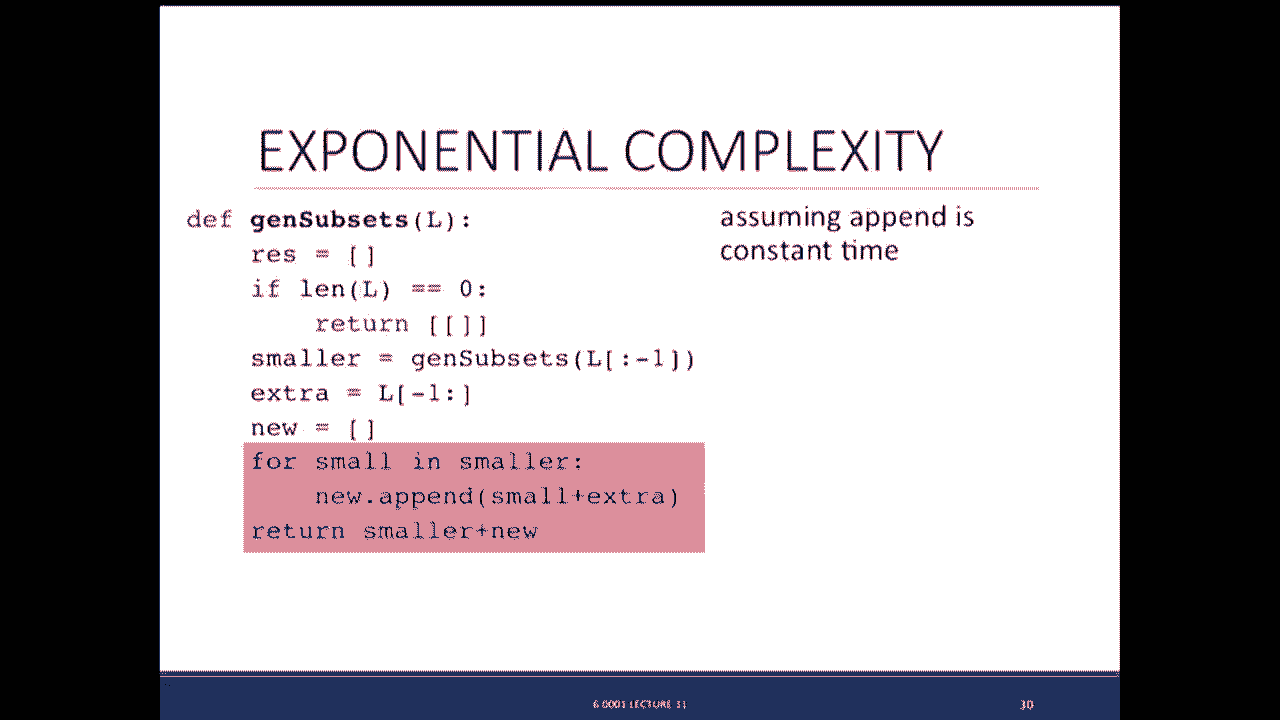 EXPONENTIAL COMPLEXITY
def genSubsets(L):
    res = []
    if len(L) == 0:
        return [[]]
    smaller = genSubsets(L[:-1])
    extra = L[-1:]
    new = []
    for small in smaller:
        new.append(small+extra)
    return smaller+new
assuming append is
constant time
6.0001 LECTURE 11
30